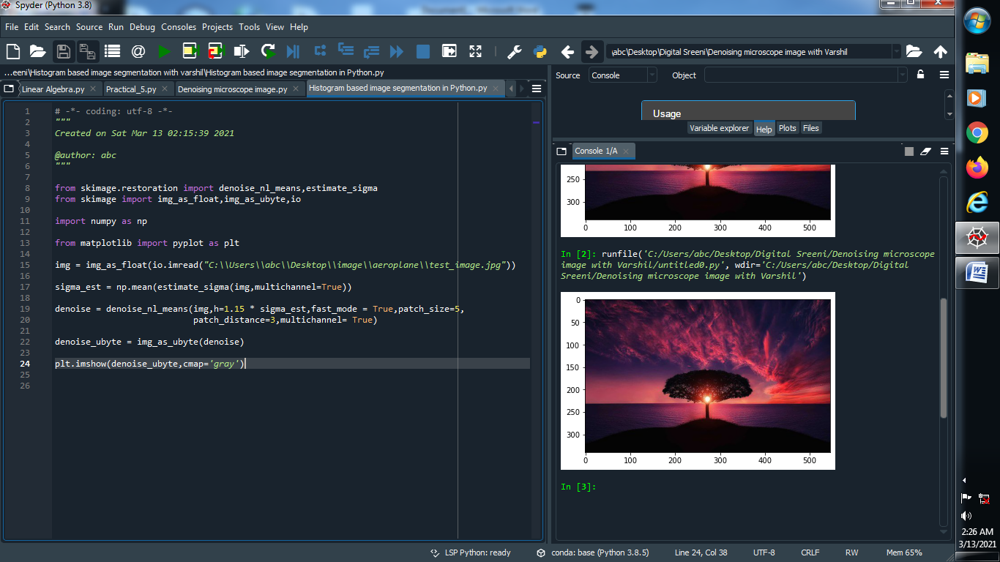 Spyder (Python 3.8)
File Edit Search Source Run Debug Consoles Projects Tools View Help
\abc\Desktop\Digital Sreeni\Denoising microscope image with Varshil
...eeni\Histogram based image segmentation with varshil\Histogram based image segmentation in Python.py
Linear Algebra.py Practical_5.py Denoising microscope image.py Histogram based image segmentation in Python.py
1 # -*- coding: utf-8 -*-
2 """
3 Created on Sat Mar 13 02:15:39 2021
4
5 @author: abc
6 """
7
8 from skimage.restoration import denoise_nl_means,estimate_sigma
9 from skimage import img_as_float,img_as_ubyte,io
10
11 import numpy as np
12
13 from matplotlib import pyplot as plt
14
15 img = img_as_float(io.imread("C:\\Users\\abc\\Desktop\\image\\aeroplane\\test_image.jpg"))
16
17 sigma_est = np.mean(estimate_sigma(img,multichannel=True))
18
19 denoise = denoise_nl_means(img,h=1.15 * sigma_est,fast_mode = True,patch_size=5,
20 patch_distance=3,multichannel= True)
21
22 denoise_ubyte = img_as_ubyte(denoise)
23
24 plt.imshow(denoise_ubyte,cmap='gray')
25
26
Source Console Object
Usage
Variable explorer Help Plots Files
Console 1/A
250
300
0 100 200 300 400 500
In [2]: runfile('C:/Users/abc/Desktop/Digital Sreeni/Denoising microscope
image with Varshil/untitled0.py', wdir='C:/Users/abc/Desktop/Digital
Sreeni/Denoising microscope image with Varshil')
0
50
100
150
200
250
300
0 100 200 300 400 500
In [3]:
LSP Python: ready conda: base (Python 3.8.5) Line 24, Col 38 UTF-8 CRLF RW Mem 65%
2:26 AM
3/13/2021